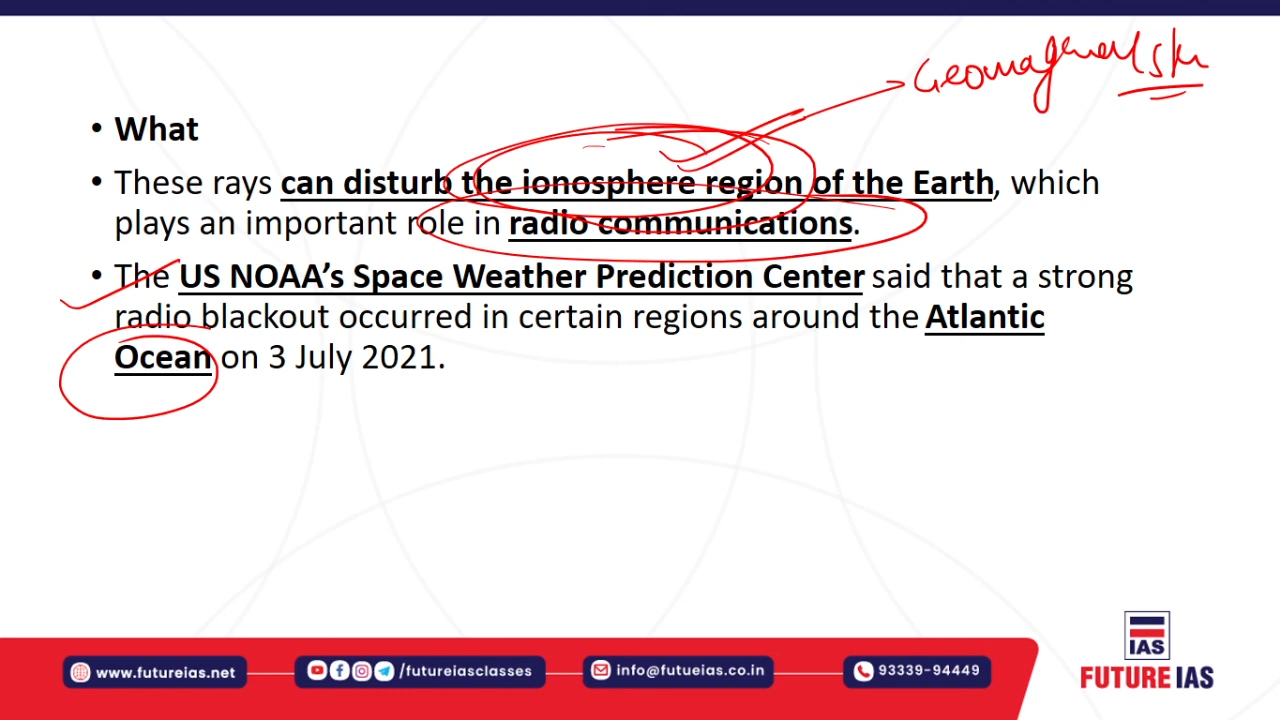 • What
• These rays can disturb the ionosphere region of the Earth, which
plays an important role in radio communications.
• The US NOAA’s Space Weather Prediction Center said that a strong
radio blackout occurred in certain regions around the Atlantic
Ocean on 3 July 2021.
www.futureias.net
/futureiasclasses
info@futueias.co.in
93339-94449
IAS
FUTURE IAS